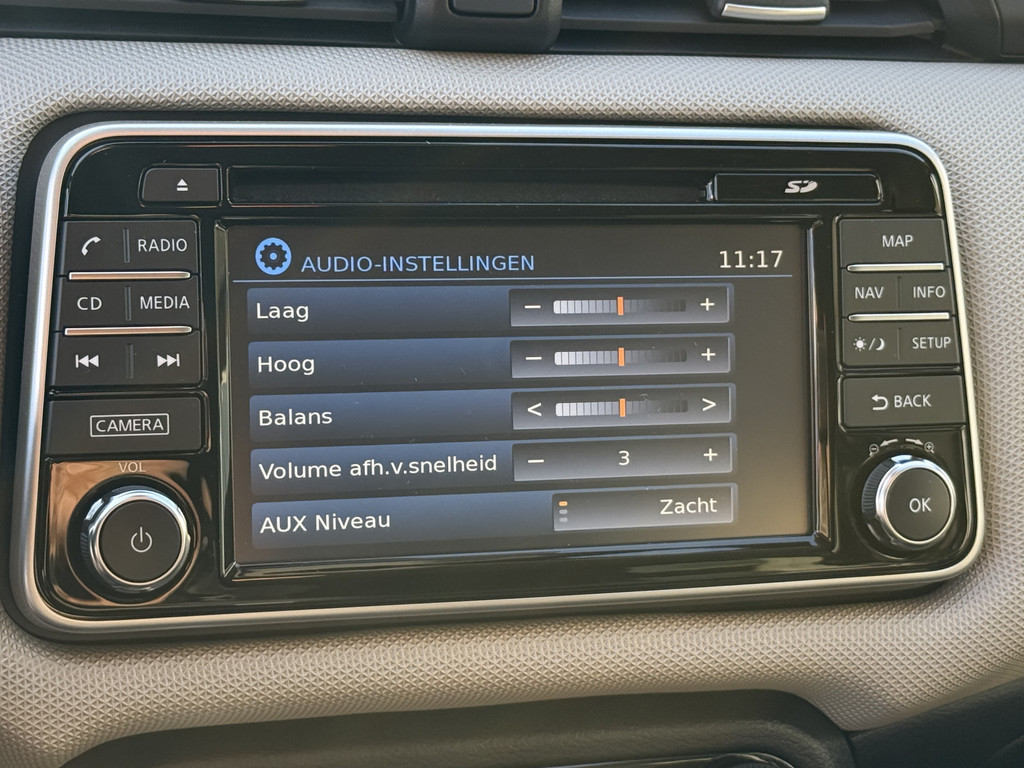 SD
RADIO
CD MEDIA
CAMERA
VOL
AUDIO-INSTELLINGEN 11:17
Laag − +
Hoog − +
Balans < >
Volume afh.v.snelheid − 3 +
AUX Niveau Zacht
MAP
NAV INFO
SETUP
BACK
OK